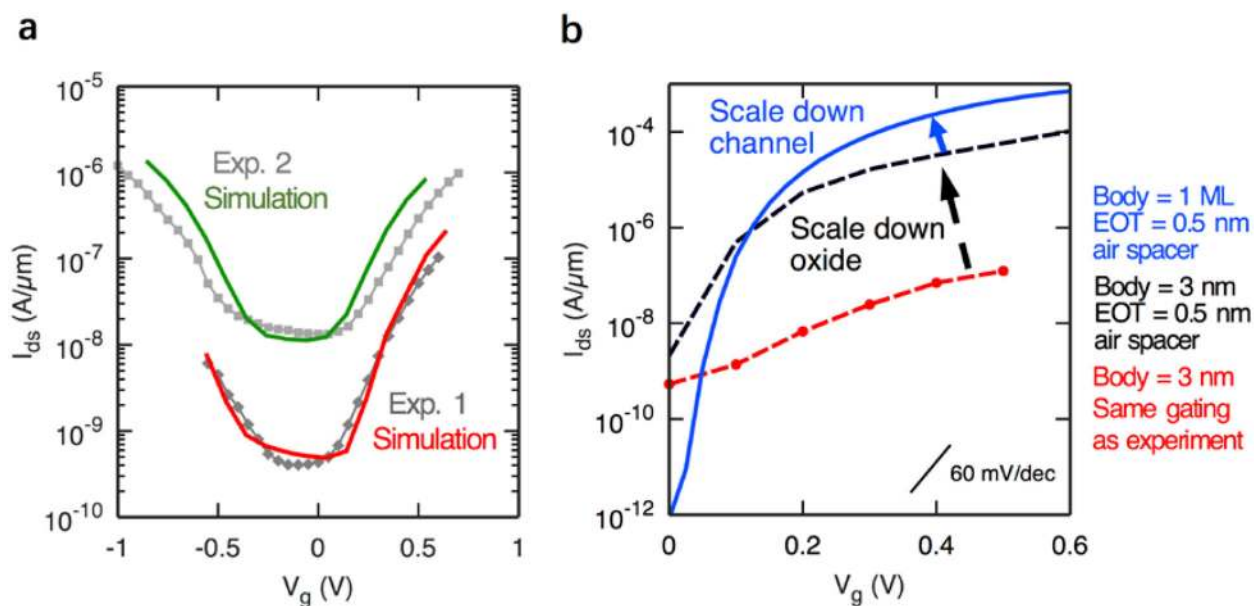 a
10^-5
10^-6
10^-7
10^-8
10^-9
10^-10
I_ds (A/µm)
Exp. 2
Simulation
Exp. 1
Simulation
-1
-0.5
0
0.5
1
V_g (V)
b
10^-4
10^-6
10^-8
10^-10
10^-12
I_ds (A/µm)
Scale down
channel
Scale down
oxide
60 mV/dec
0
0.2
0.4
0.6
V_g (V)
Body = 1 ML
EOT = 0.5 nm
air spacer
Body = 3 nm
EOT = 0.5 nm
air spacer
Body = 3 nm
Same gating
as experiment